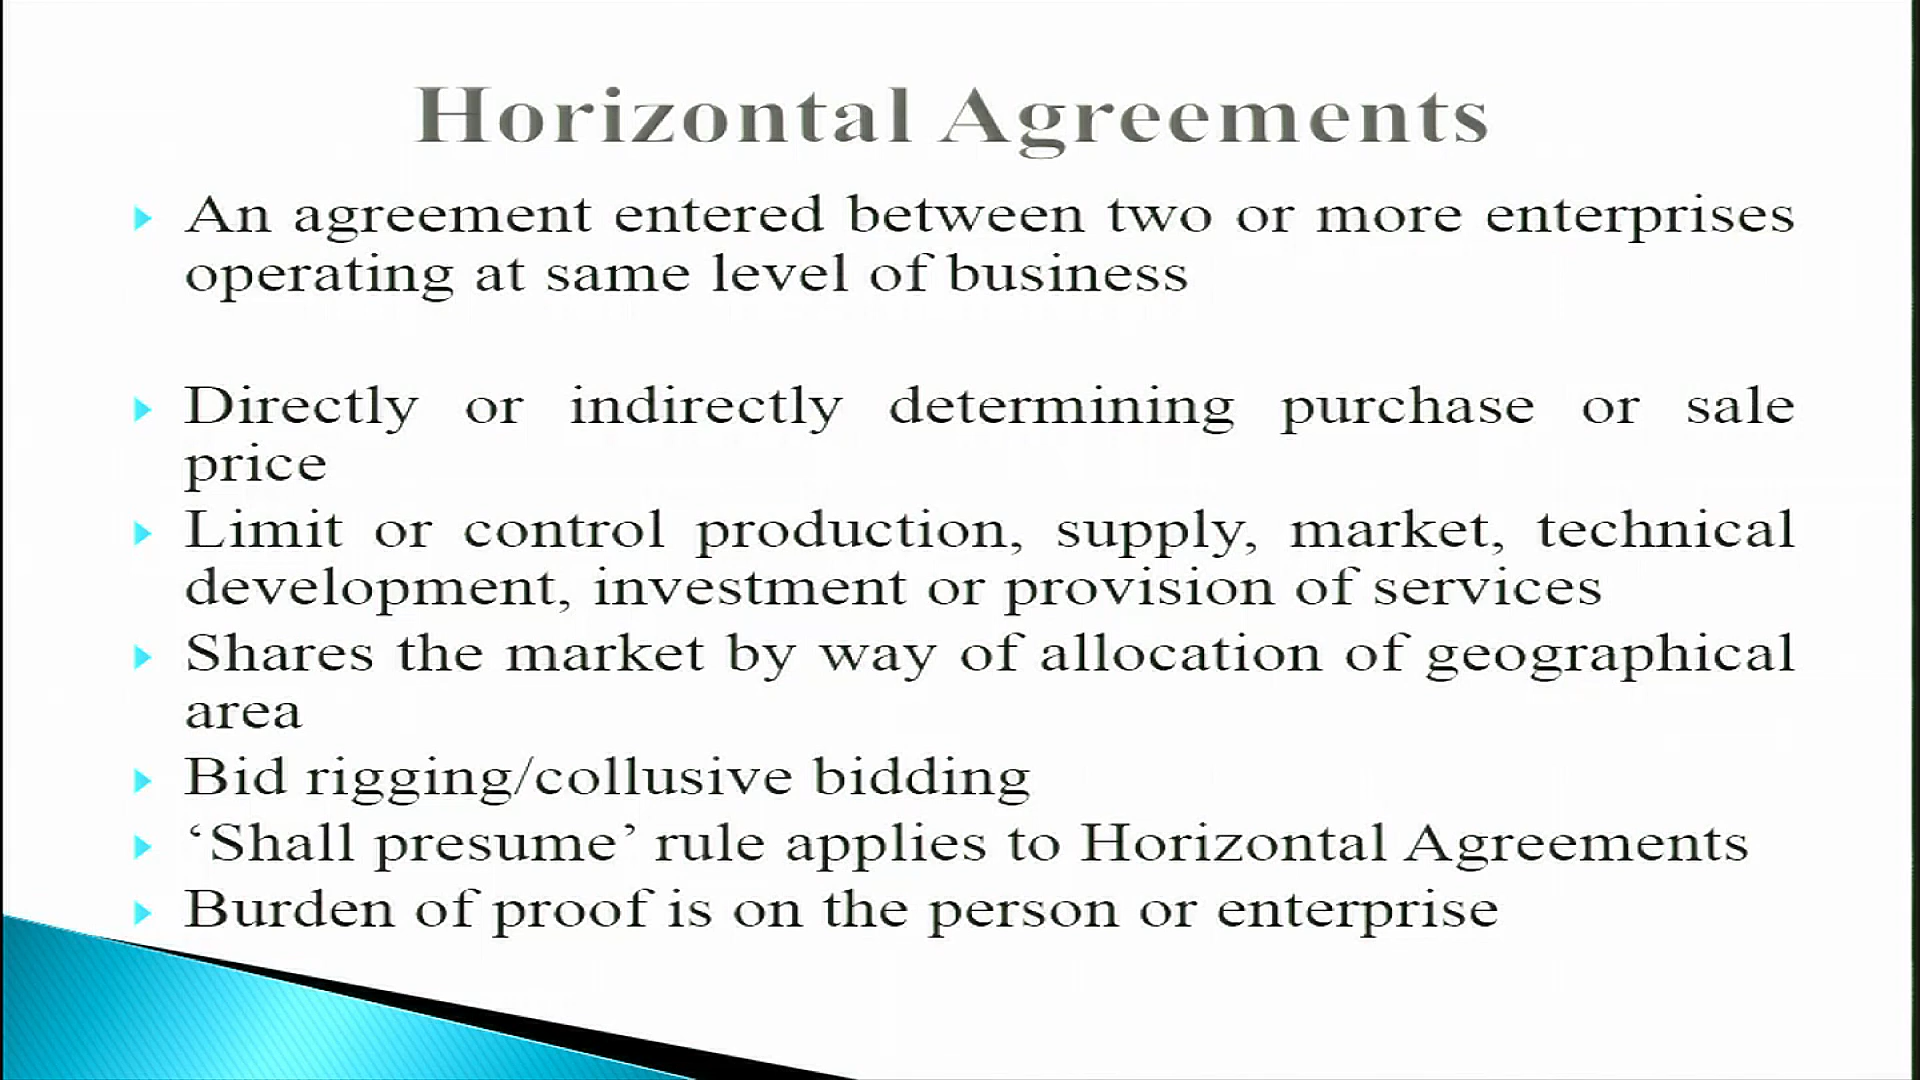 Horizontal Agreements
An agreement entered between two or more enterprises
operating at same level of business
Directly or indirectly determining purchase or sale
price
Limit or control production, supply, market, technical
development, investment or provision of services
Shares the market by way of allocation of geographical
area
Bid rigging/collusive bidding
‘Shall presume’ rule applies to Horizontal Agreements
Burden of proof is on the person or enterprise